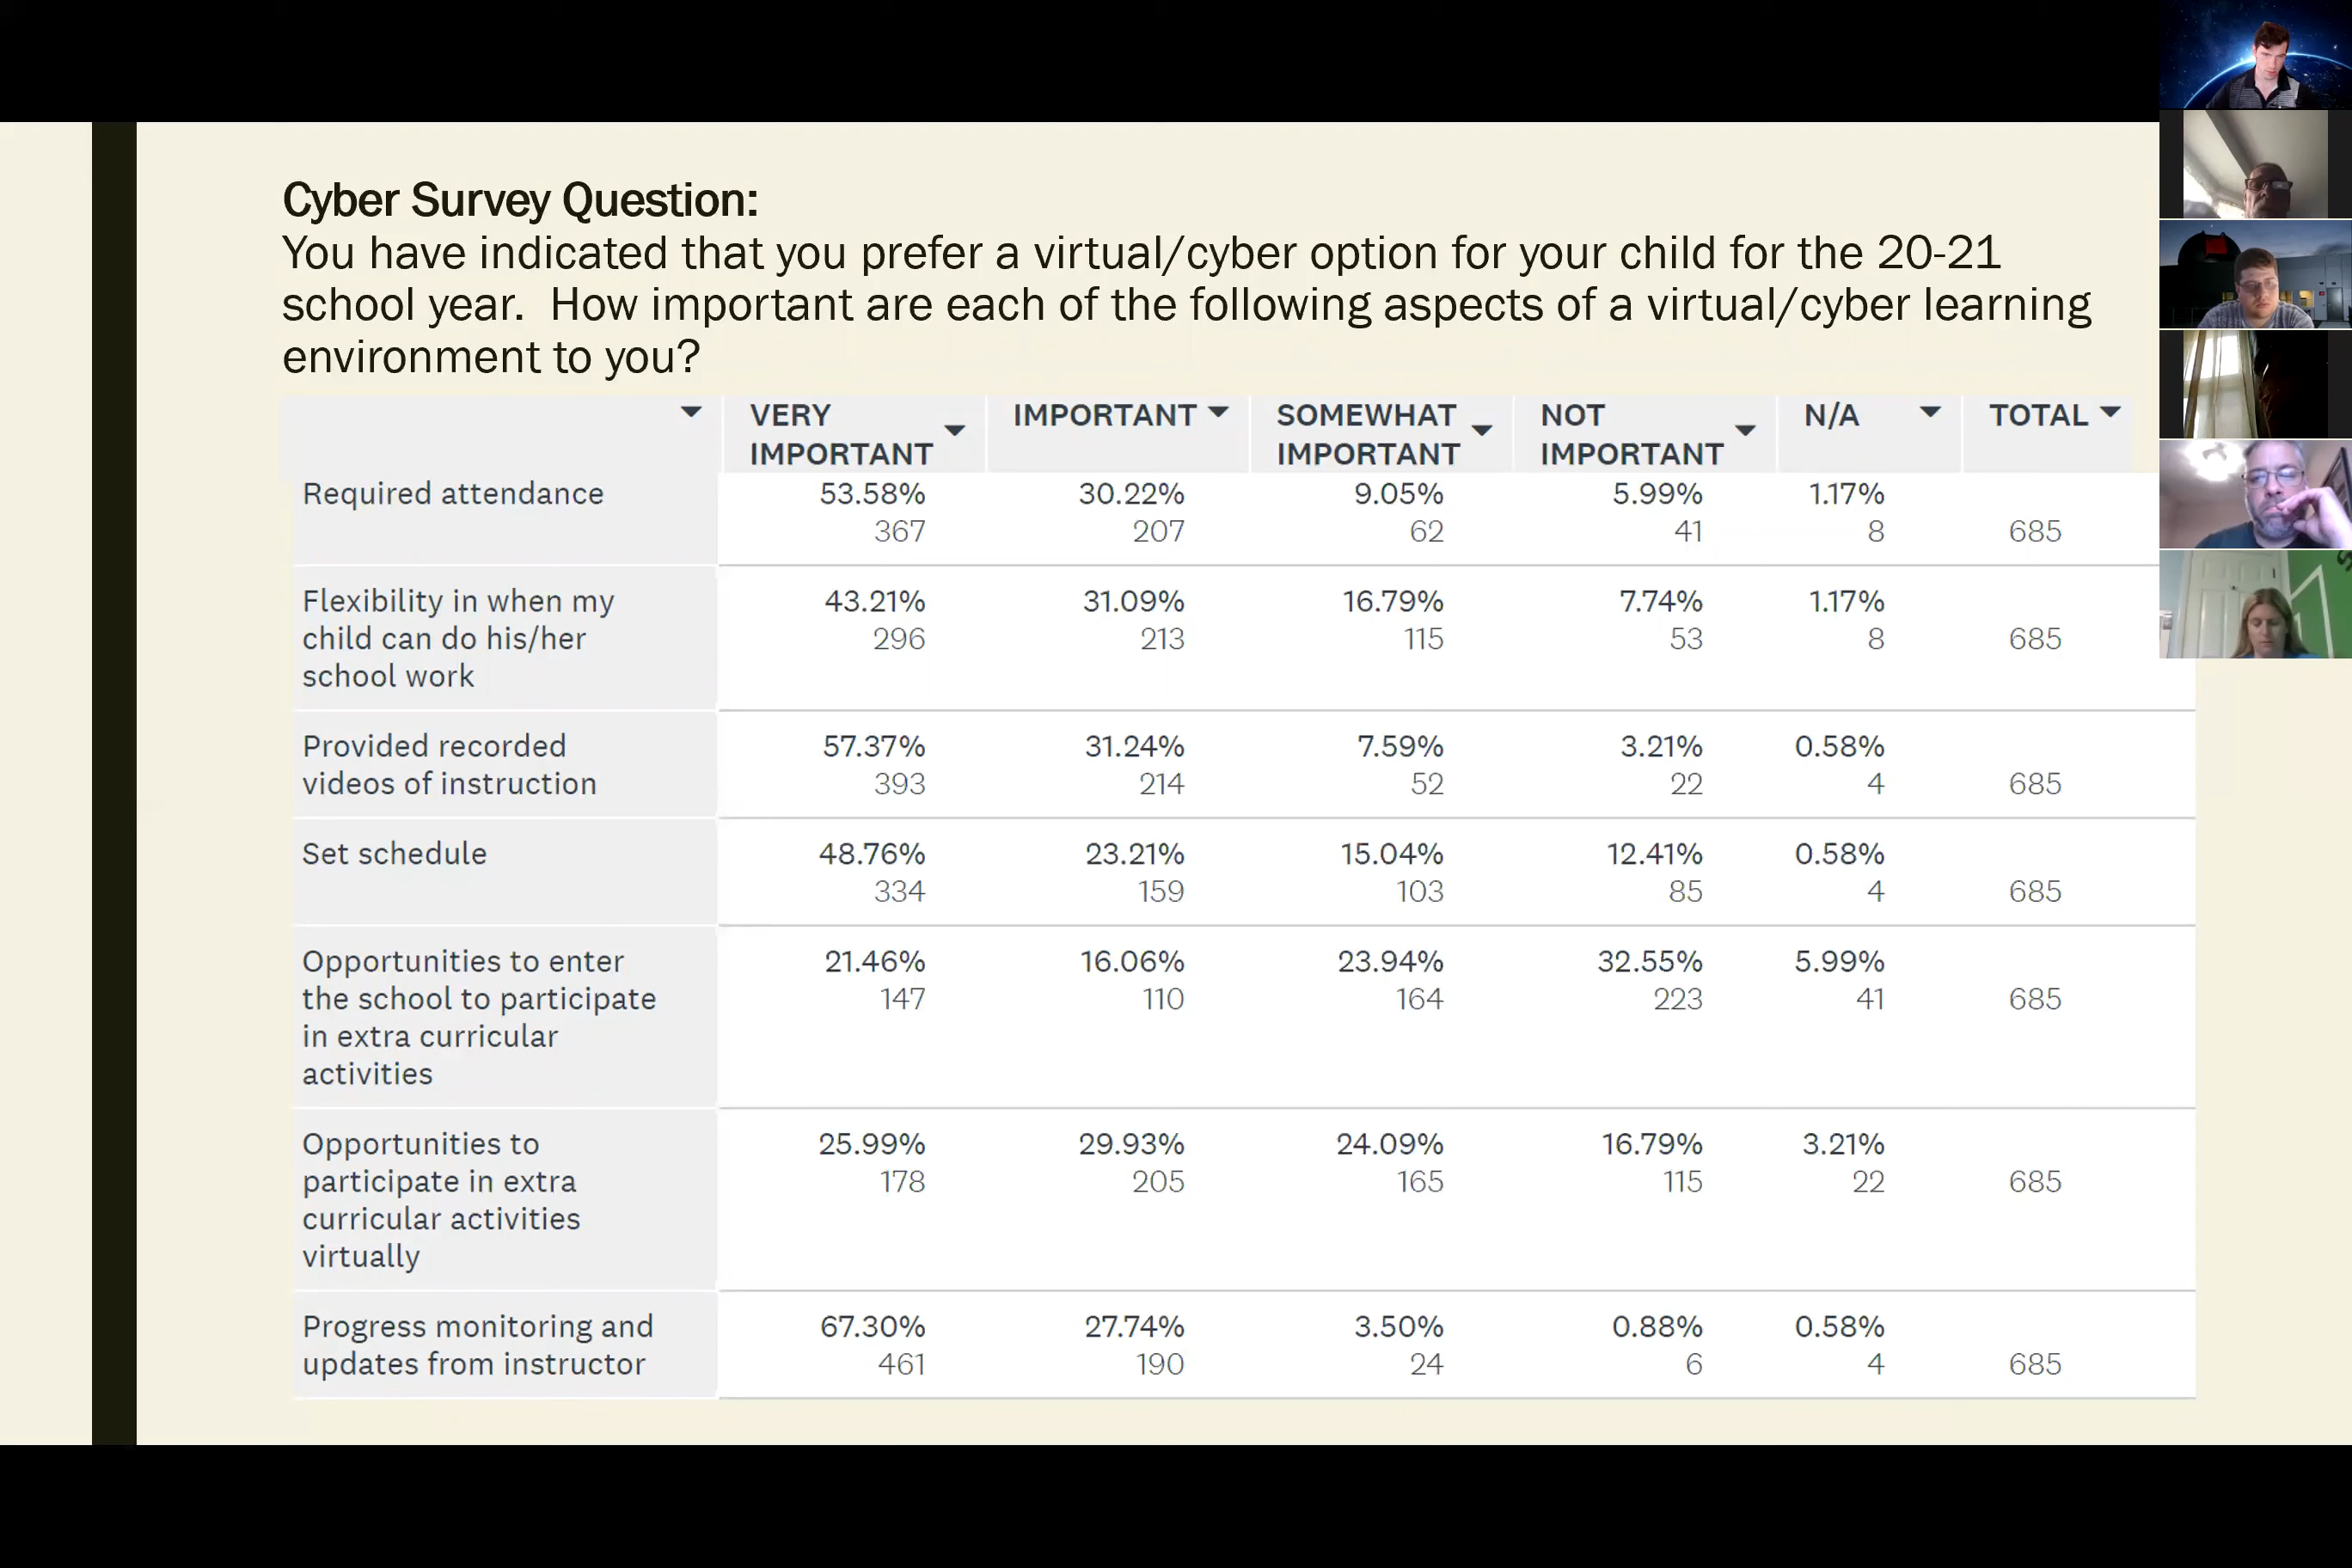 Cyber Survey Question:
You have indicated that you prefer a virtual/cyber option for your child for the 20-21
school year. How important are each of the following aspects of a virtual/cyber learning
environment to you?
VERY IMPORTANT SOMEWHAT NOT N/A TOTAL
IMPORTANT IMPORTANT IMPORTANT
Required attendance 53.58% 30.22% 9.05% 5.99% 1.17%
367 207 62 41 8 685
Flexibility in when my 43.21% 31.09% 16.79% 7.74% 1.17%
child can do his/her 296 213 115 53 8 685
school work
Provided recorded 57.37% 31.24% 7.59% 3.21% 0.58%
videos of instruction 393 214 52 22 4 685
Set schedule 48.76% 23.21% 15.04% 12.41% 0.58%
334 159 103 85 4 685
Opportunities to enter 21.46% 16.06% 23.94% 32.55% 5.99%
the school to participate 147 110 164 223 41 685
in extra curricular
activities
Opportunities to 25.99% 29.93% 24.09% 16.79% 3.21%
participate in extra 178 205 165 115 22 685
curricular activities
virtually
Progress monitoring and 67.30% 27.74% 3.50% 0.88% 0.58%
updates from instructor 461 190 24 6 4 685